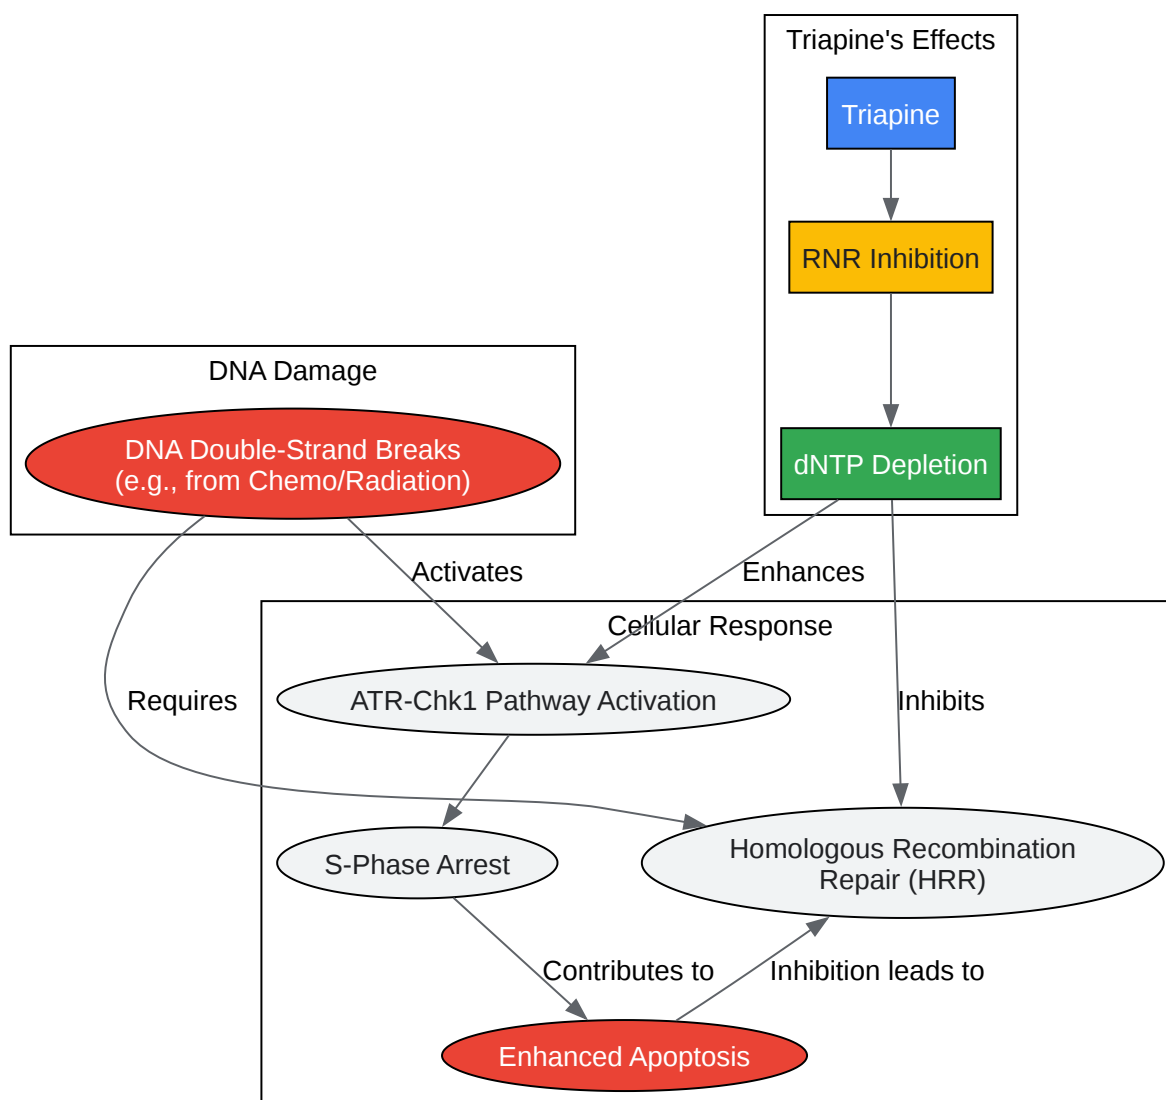 Triapine's Effects
Triapine
RNR Inhibition
DNA Damage
DNA Double-Strand Breaks
(e.g., from Chemo/Radiation)
dNTP Depletion
Activates
Enhances
Cellular Response
Requires
ATR-Chk1 Pathway Activation
Inhibits
S-Phase Arrest
Homologous Recombination
Repair (HRR)
Contributes to
Inhibition leads to
Enhanced Apoptosis